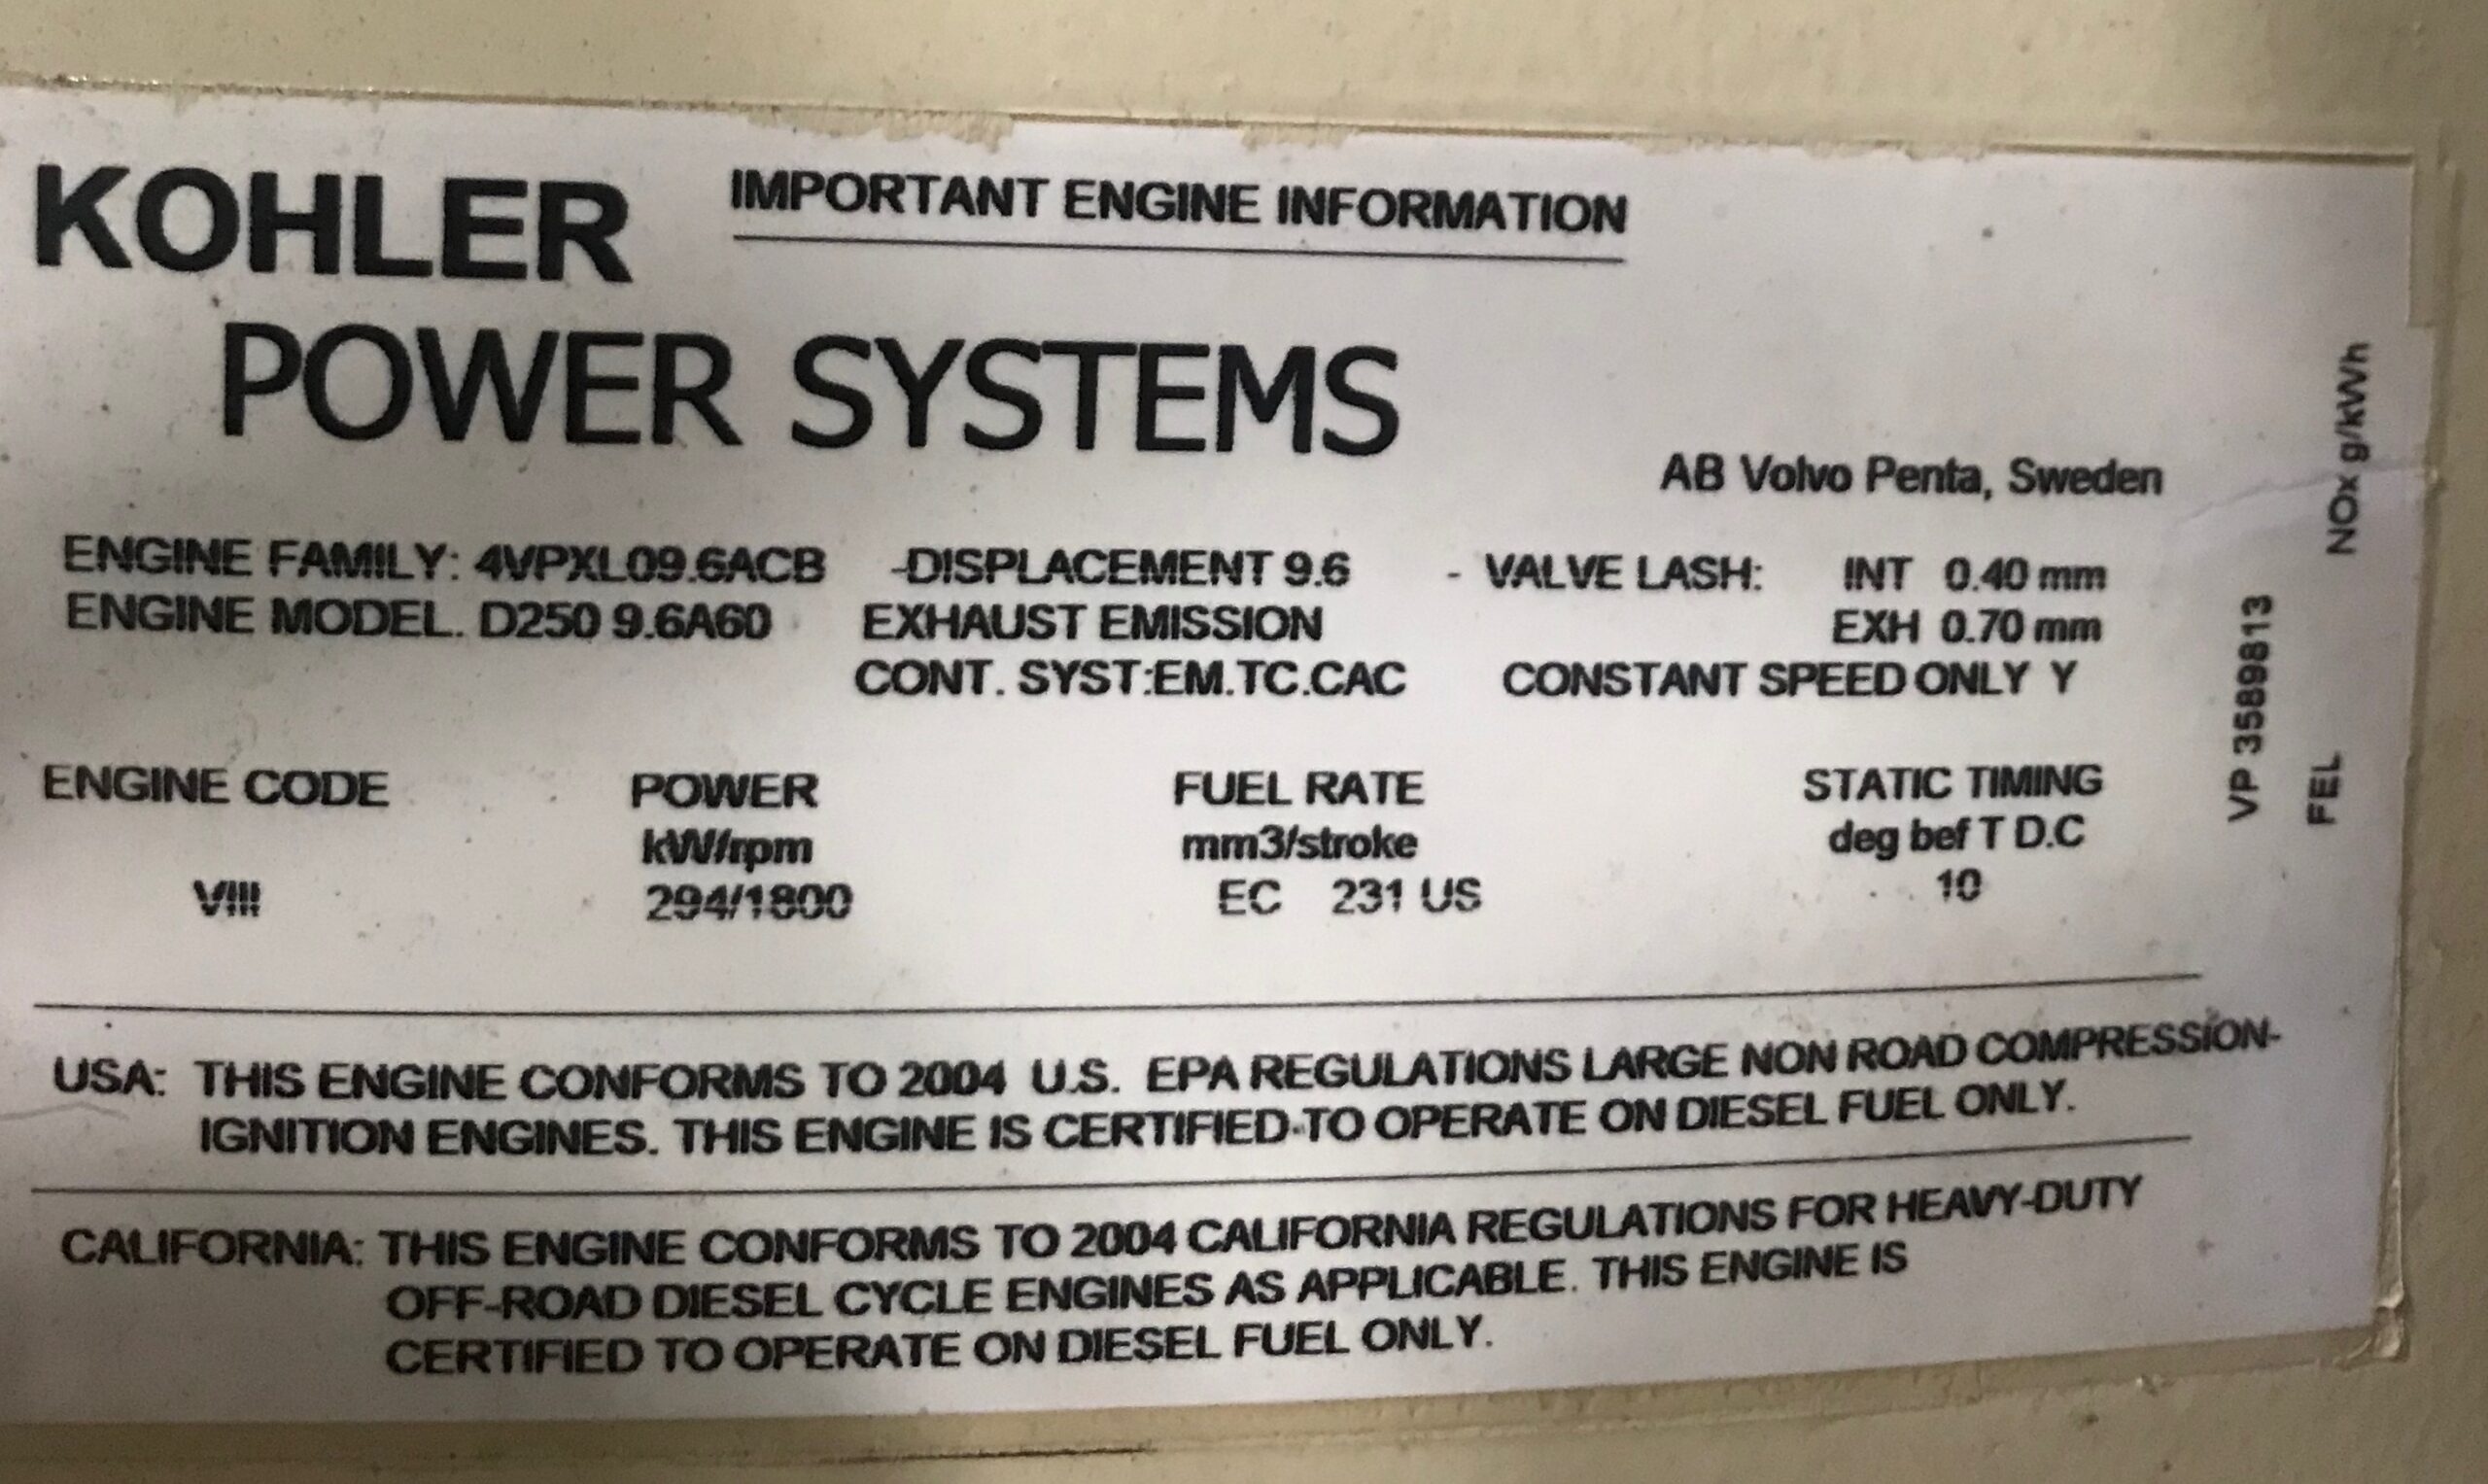 KOHLER
IMPORTANT ENGINE INFORMATION
POWER SYSTEMS
AB Volvo Penta, Sweden
ENGINE FAMILY: 4VPXL09.6ACB -DISPLACEMENT 9.6 - VALVE LASH: INT 0.40 mm
ENGINE MODEL. D250 9.6A60 EXHAUST EMISSION EXH 0.70 mm
CONT. SYST:EM.TC.CAC CONSTANT SPEED ONLY Y
ENGINE CODE POWER FUEL RATE STATIC TIMING
kW/rpm mm3/stroke deg bef T D.C
VIII 294/1800 EC 231 US 10
VP 3589813
FEL NOx g/kWh
USA: THIS ENGINE CONFORMS TO 2004 U.S. EPA REGULATIONS LARGE NON ROAD COMPRESSION-
IGNITION ENGINES. THIS ENGINE IS CERTIFIED TO OPERATE ON DIESEL FUEL ONLY.
CALIFORNIA: THIS ENGINE CONFORMS TO 2004 CALIFORNIA REGULATIONS FOR HEAVY-DUTY
OFF-ROAD DIESEL CYCLE ENGINES AS APPLICABLE. THIS ENGINE IS
CERTIFIED TO OPERATE ON DIESEL FUEL ONLY.